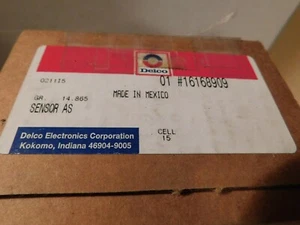 Delco
01 #16168909
G21115
MADE IN MEXICO
GR. 14.865
SENSOR AS
Delco Electronics Corporation
Kokomo, Indiana 46904-9005
CELL
15